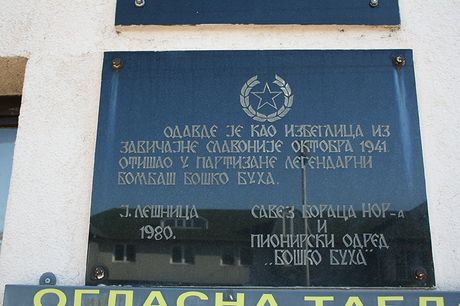 ОДАВДЕ ЈЕ КАО ИЗБЕГЛИЦА ИЗ
ЗАВИЧАЈНЕ СЛАВОНИЈЕ ОКТОБРА 1941.
ОТИШАО У ПАРТИЗАНЕ ЛЕГЕНДАРНИ
БОМБАШ БОШКО БУХА.
Ј. ЛЕШНИЦА
1980.
САВЕЗ БОРАЦА НОР-а
И
ПИОНИРСКИ ОДРЕД
„БОШКО БУХА"
ОГЛАСНА ТАБЛ